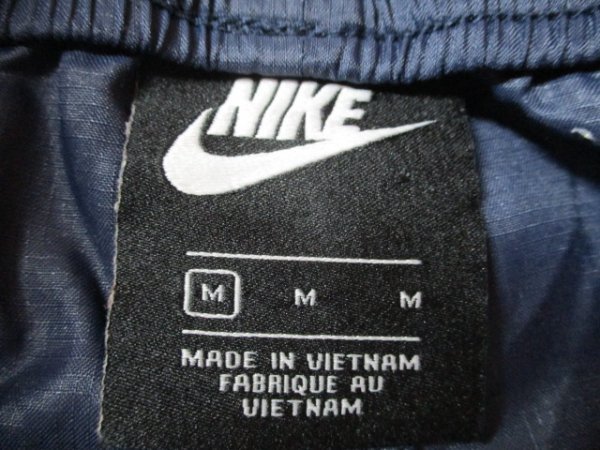 NIKE
M M M
MADE IN VIETNAM
FABRIQUE AU
VIETNAM